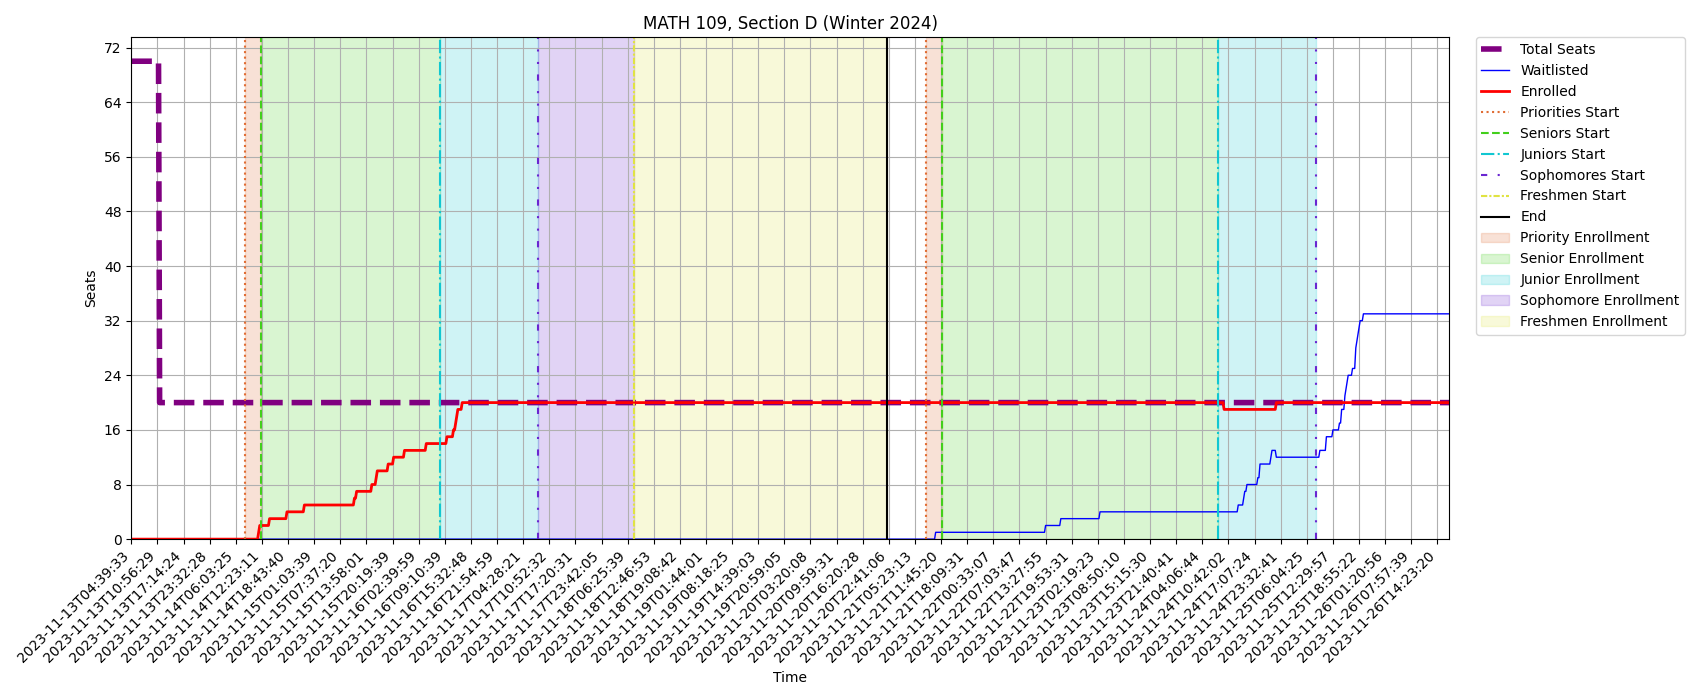 MATH 109, Section D (Winter 2024)
Seats
72
64
56
48
40
32
24
16
8
0
2023-11-13T04:39:33
2023-11-13T10:56:29
2023-11-13T17:14:24
2023-11-13T23:32:28
2023-11-14T06:03:25
2023-11-14T12:23:11
2023-11-14T18:43:40
2023-11-15T01:03:39
2023-11-15T07:37:20
2023-11-15T13:58:01
2023-11-15T20:19:39
2023-11-16T02:39:59
2023-11-16T09:10:39
2023-11-16T15:32:48
2023-11-16T21:54:59
2023-11-17T04:28:21
2023-11-17T10:52:32
2023-11-17T17:20:31
2023-11-17T23:42:05
2023-11-18T06:25:39
2023-11-18T12:46:53
2023-11-18T19:08:42
2023-11-19T01:44:01
2023-11-19T08:18:25
2023-11-19T14:39:03
2023-11-19T20:59:05
2023-11-20T03:20:08
2023-11-20T09:59:31
2023-11-20T16:20:28
2023-11-20T22:41:06
2023-11-21T05:23:13
2023-11-21T11:45:20
2023-11-21T18:09:31
2023-11-22T00:33:07
2023-11-22T07:03:47
2023-11-22T13:27:55
2023-11-22T19:53:31
2023-11-23T02:19:23
2023-11-23T08:50:10
2023-11-23T15:15:30
2023-11-23T21:40:41
2023-11-24T04:06:44
2023-11-24T10:42:02
2023-11-24T17:07:24
2023-11-24T23:32:41
2023-11-25T06:04:25
2023-11-25T12:29:57
2023-11-25T18:55:22
2023-11-26T01:20:56
2023-11-26T07:57:39
2023-11-26T14:23:20
Time
Total Seats
Waitlisted
Enrolled
Priorities Start
Seniors Start
Juniors Start
Sophomores Start
Freshmen Start
End
Priority Enrollment
Senior Enrollment
Junior Enrollment
Sophomore Enrollment
Freshmen Enrollment